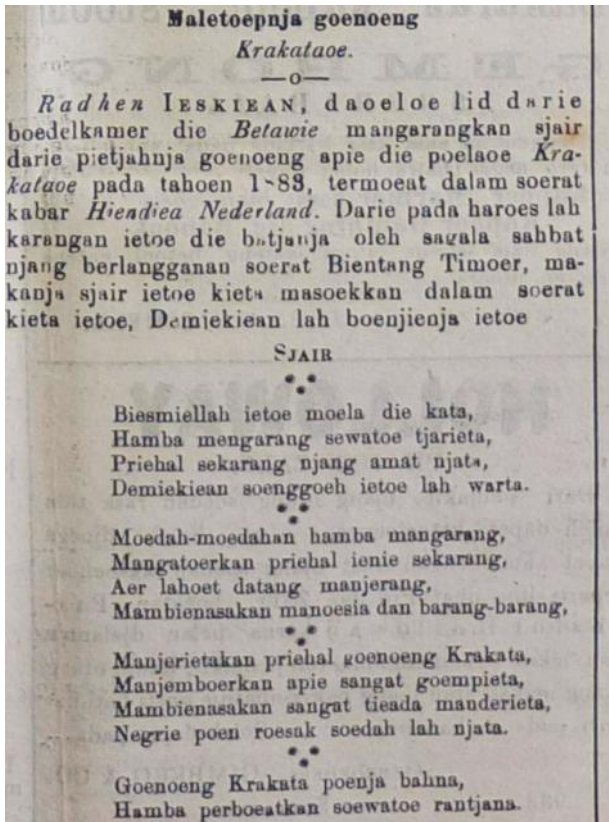 Maletoepnja goenoeng
Krakataoe.
—o—
Radhen IESKIEAN, daoeloe lid darie
boedelkamer die Betawie mangarangkan sjair
darie pietjahnja goenoeng apie die poelaoe Kra-
kataoe pada tahoen 1883, termoeat dalam soerat
kabar Hiendiea Nederland. Darie pada haroes lah
karangan ietoe die batjanja oleh sagala sahbat
njang berlangganan soerat Bientang Timoer, ma-
kanja sjair ietoe kieta masoekkan dalam soerat
kieta ietoe, Demiekiean lah boenjienja ietoe
SJAIR
Biesmiellah ietoe moela die kata,
Hamba mengarang sewatoe tjarieta,
Priehal sekarang njang amat njata,
Demiekiean soenggoeh ietoe lah warta.
Moedah-moedahan hamba mangarang,
Mangatoerkan priehal ienie sekarang,
Aer lahoet datang manjerang,
Mambienasakan manoesia dan barang-barang,
Manjerietakan priehal goenoeng Krakata,
Manjemboerkan apie sangat goempieta,
Mambienasakan sangat tieada manderieta,
Negrie poen roesak soedah lah njata.
Goenoeng Krakata poenja bahna,
Hamba perboeatkan soewatoe rantjana.